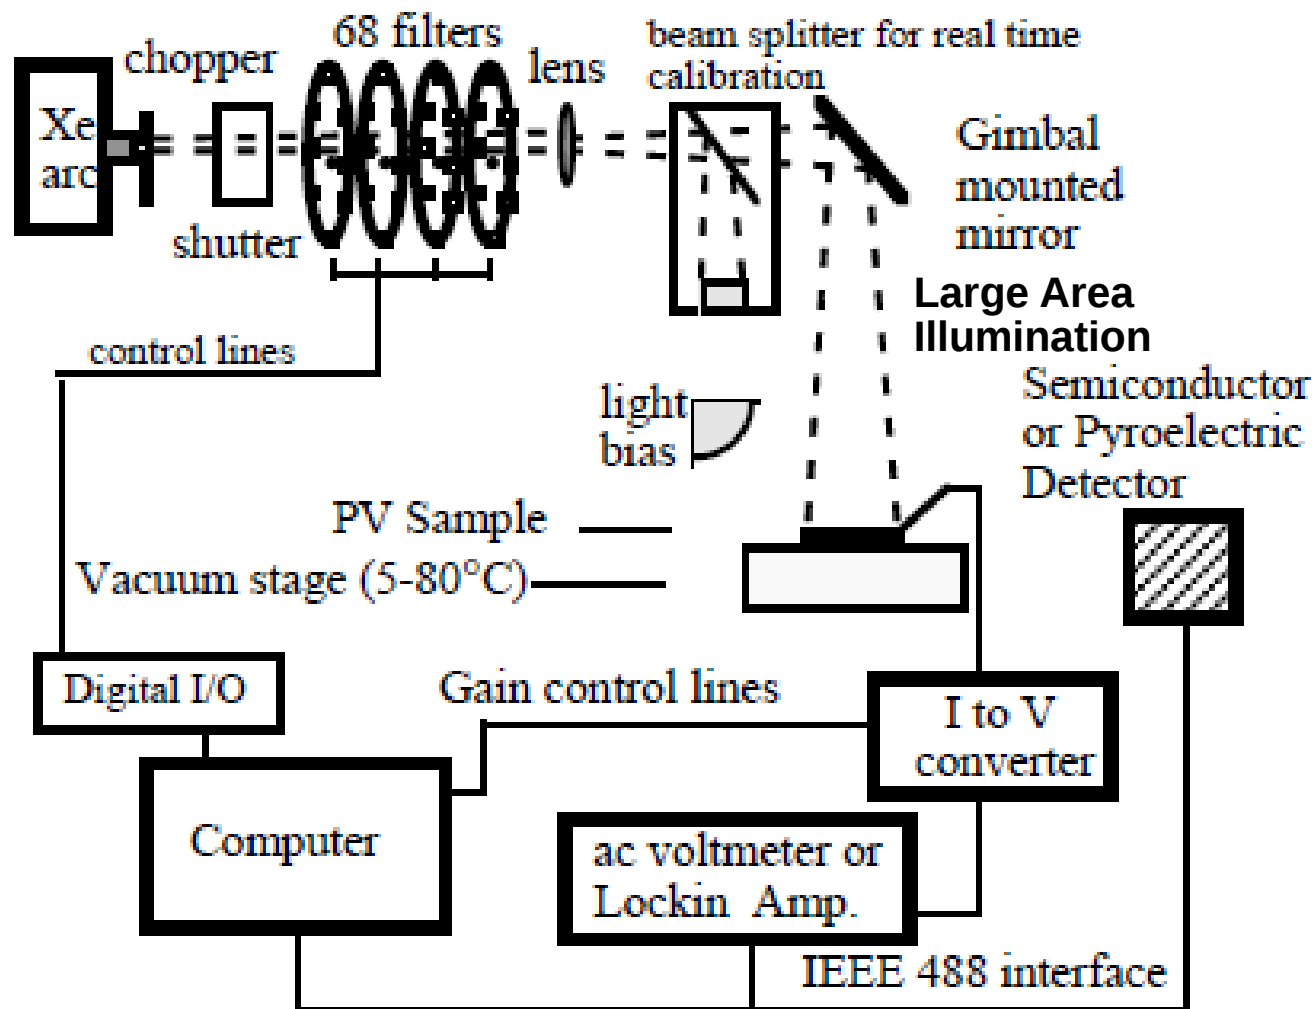 68 filters
beam splitter for real time
calibration
chopper
lens
Xe
arc
Gimbal
mounted
mirror
shutter
Large Area
Illumination
control lines
Semiconductor
or Pyroelectric
Detector
light
bias
PV Sample
Vacuum stage (5-80°C)
Digital I/O
Gain control lines
I to V
converter
Computer
ac voltmeter or
Lockin Amp.
IEEE 488 interface